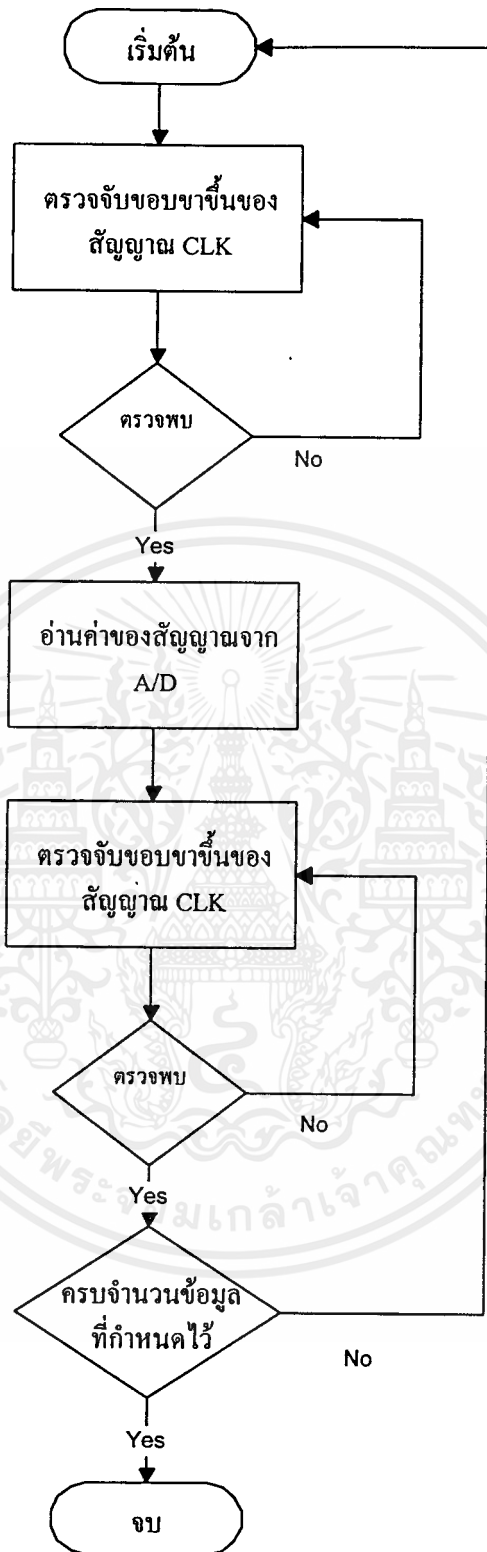 เริ่มต้น
ตรวจจับขอบขาขึ้นของ
สัญญาณ CLK
ตรวจพบ
No
Yes
อ่านค่าของสัญญาณจาก
A/D
ตรวจจับขอบขาขึ้นของ
สัญญาณ CLK
ตรวจพบ
No
Yes
ครบจำนวนข้อมูล
ที่กำหนดไว้
No
Yes
จบ